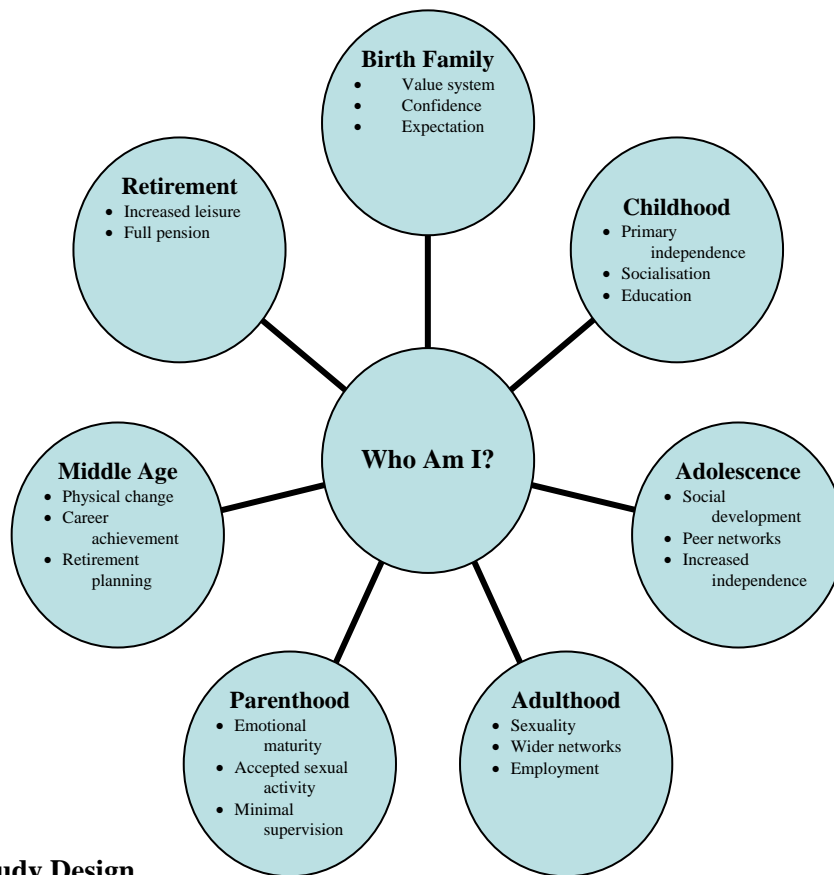 Birth Family
• Value system
• Confidence
• Expectation
Retirement
• Increased leisure
• Full pension
Childhood
• Primary
independence
• Socialisation
• Education
Who Am I?
Middle Age
• Physical change
• Career
achievement
• Retirement
planning
Adolescence
• Social
development
• Peer networks
• Increased
independence
Parenthood
• Emotional
maturity
• Accepted sexual
activity
• Minimal
supervision
Adulthood
• Sexuality
• Wider networks
• Employment
Design